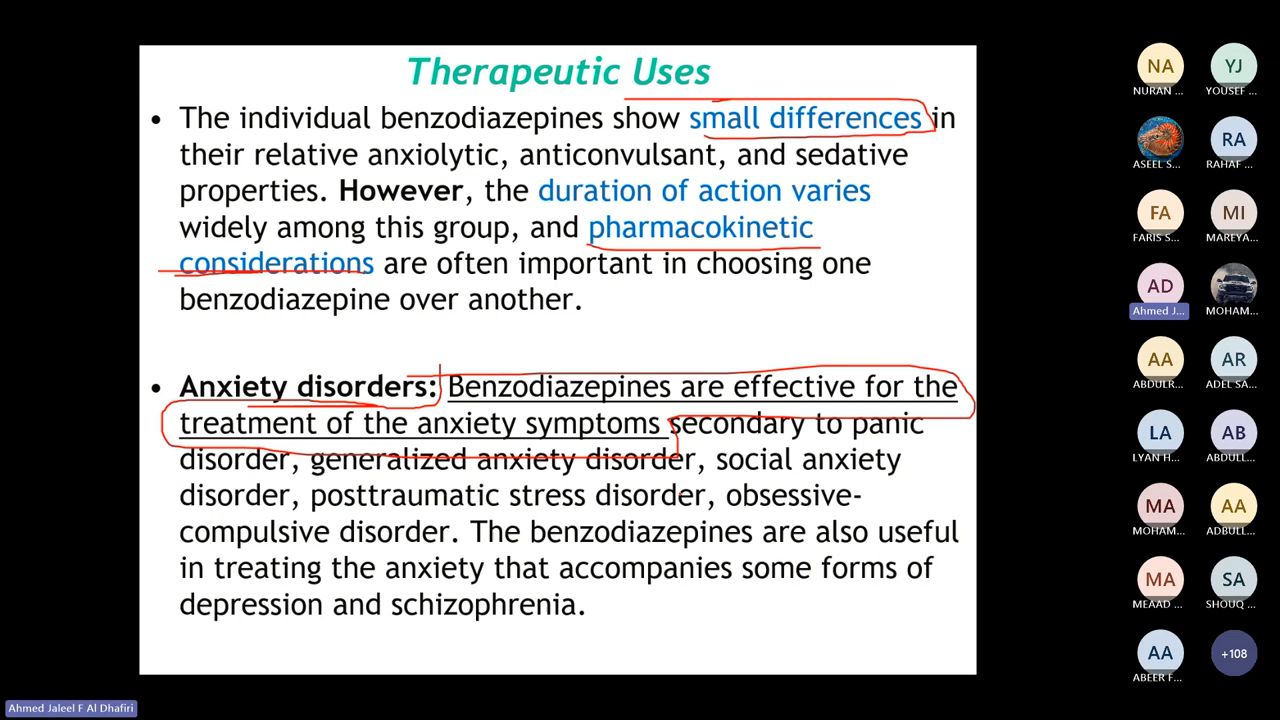 Therapeutic Uses
• The individual benzodiazepines show small differences in
their relative anxiolytic, anticonvulsant, and sedative
properties. However, the duration of action varies
widely among this group, and pharmacokinetic
considerations are often important in choosing one
benzodiazepine over another.
• Anxiety disorders: Benzodiazepines are effective for the
treatment of the anxiety symptoms secondary to panic
disorder, generalized anxiety disorder, social anxiety
disorder, posttraumatic stress disorder, obsessive-
compulsive disorder. The benzodiazepines are also useful
in treating the anxiety that accompanies some forms of
depression and schizophrenia.
NA YJ
NURAN ... YOUSEF ...
RA
ASEEL S... RAHAF ...
FA MI
FARIS S... MAREYA...
AD
Ahmed J... MOHAM...
AA AR
ABDULR... ADEL SA...
LA AB
LYAN H... ABDULL...
MA AA
MOHAM... ADBULL...
MA SA
MEAAD ... SHOUQ ...
AA +108
ABEER F...
Ahmed Jaleel F Al Dhafiri